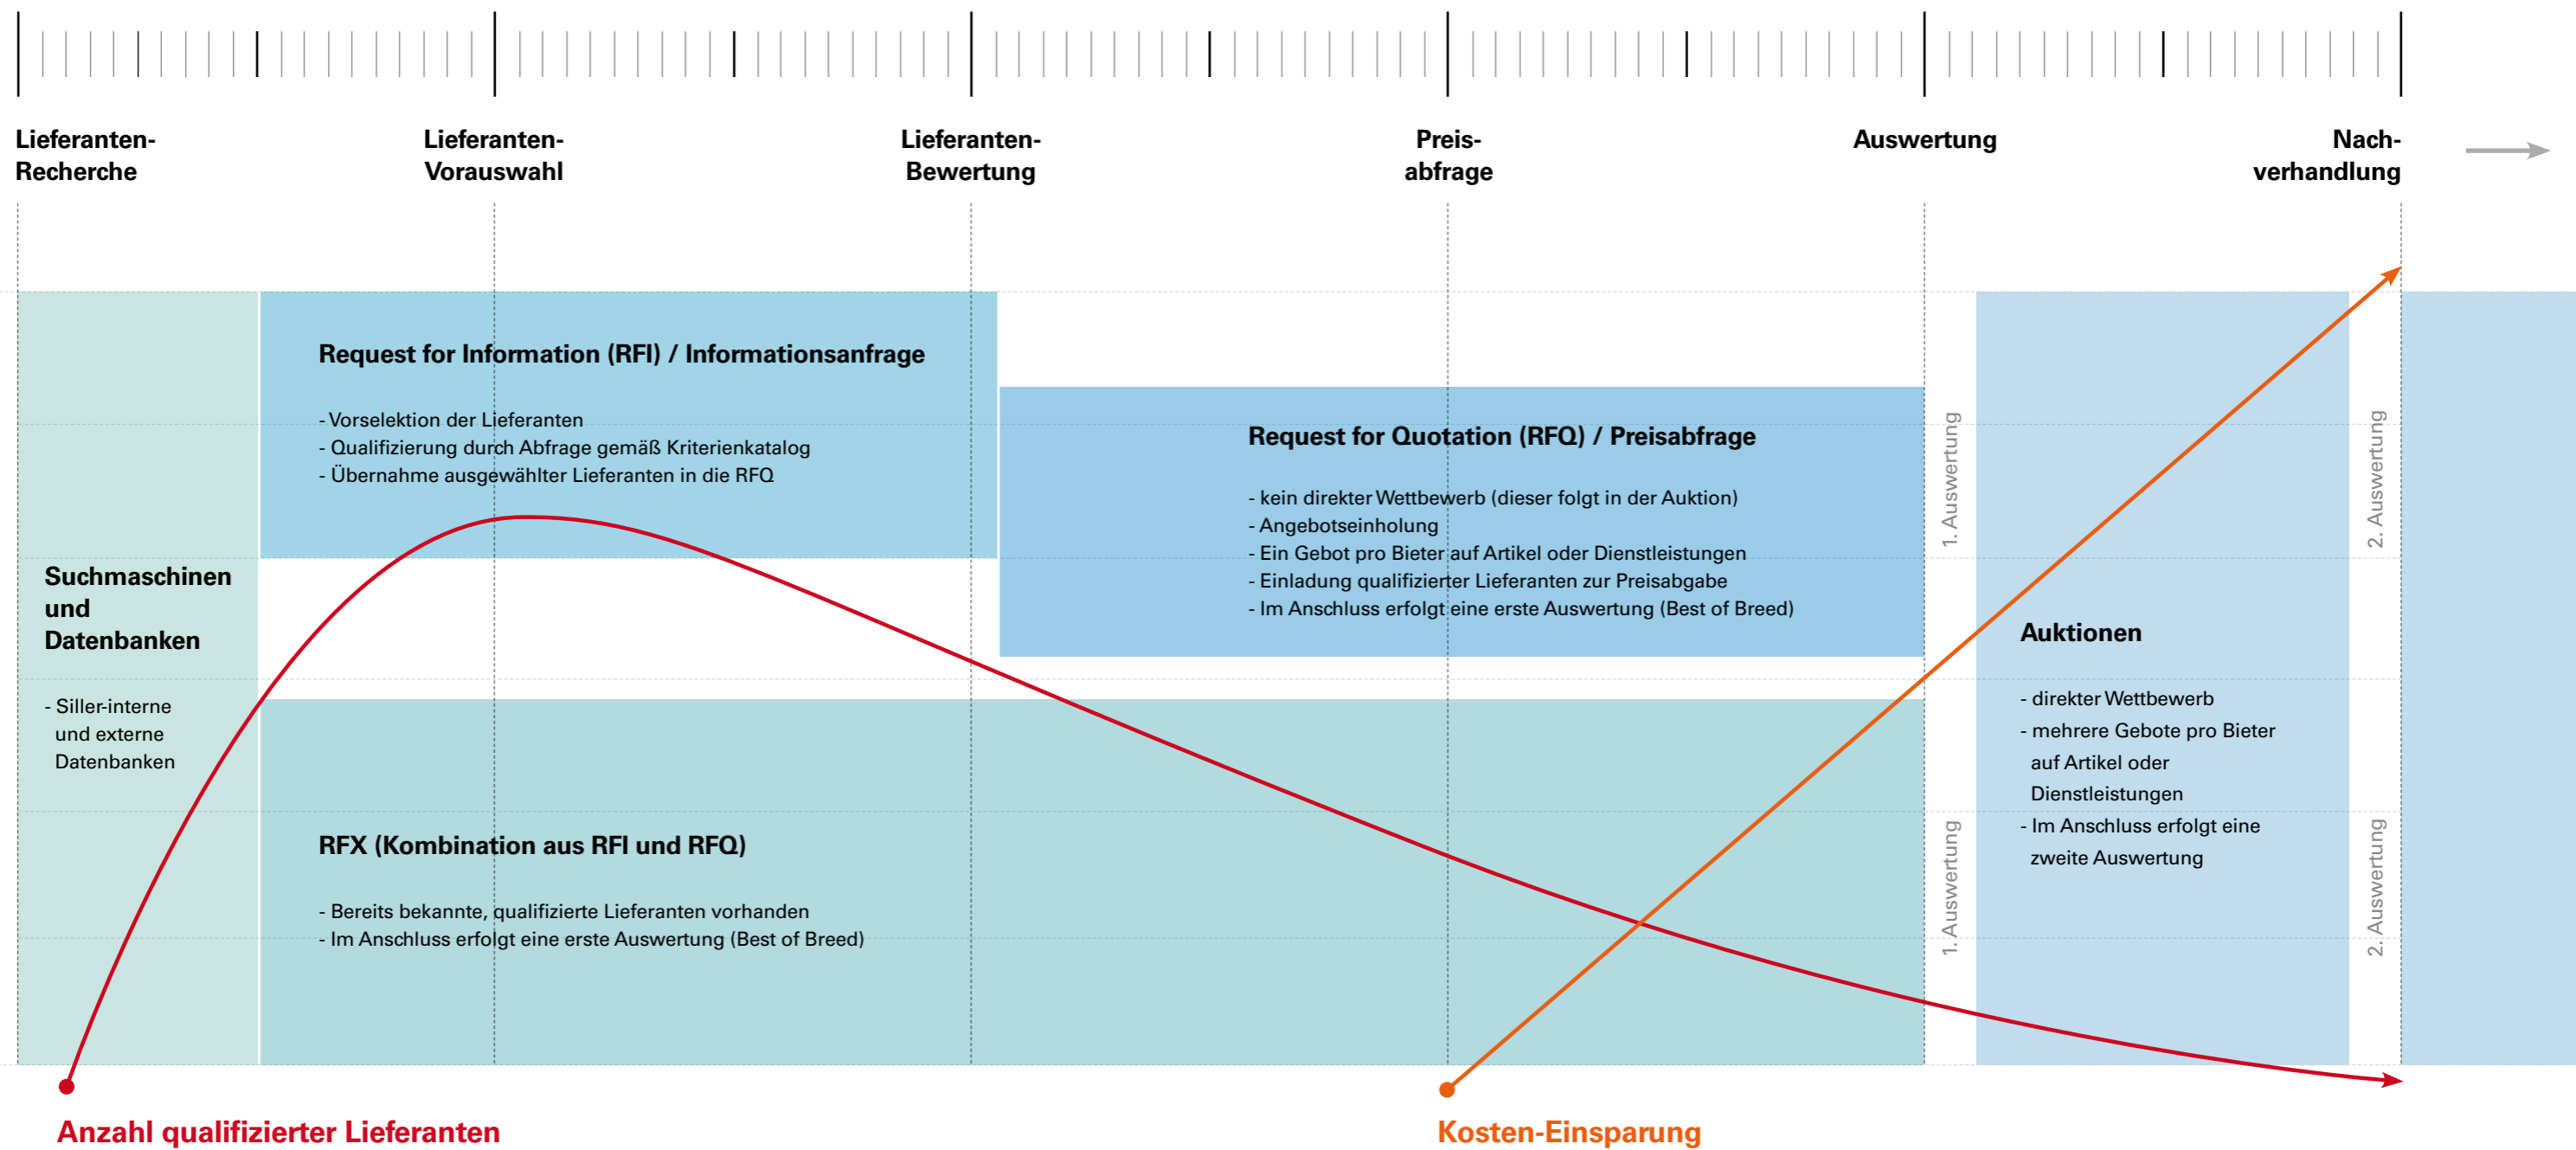 Lieferanten-
Recherche
Lieferanten-
Vorauswahl
Lieferanten-
Bewertung
Preis-
abfrage
Auswertung
Nach-
verhandlung
Suchmaschinen
und
Datenbanken
- Siller-interne
und externe
Datenbanken
Request for Information (RFI) / Informationsanfrage
- Vorselektion der Lieferanten
- Qualifizierung durch Abfrage gemäß Kriterienkatalog
- Übernahme ausgewählter Lieferanten in die RFQ
Request for Quotation (RFQ) / Preisabfrage
- kein direkter Wettbewerb (dieser folgt in der Auktion)
- Angebotseinholung
- Ein Gebot pro Bieter auf Artikel oder Dienstleistungen
- Einladung qualifizierter Lieferanten zur Preisabgabe
- Im Anschluss erfolgt eine erste Auswertung (Best of Breed)
RFX (Kombination aus RFI und RFQ)
- Bereits bekannte, qualifizierte Lieferanten vorhanden
- Im Anschluss erfolgt eine erste Auswertung (Best of Breed)
1. Auswertung
1. Auswertung
Auktionen
- direkter Wettbewerb
- mehrere Gebote pro Bieter
auf Artikel oder
Dienstleistungen
- Im Anschluss erfolgt eine
zweite Auswertung
2. Auswertung
2. Auswertung
Anzahl qualifizierter Lieferanten
Kosten-Einsparung